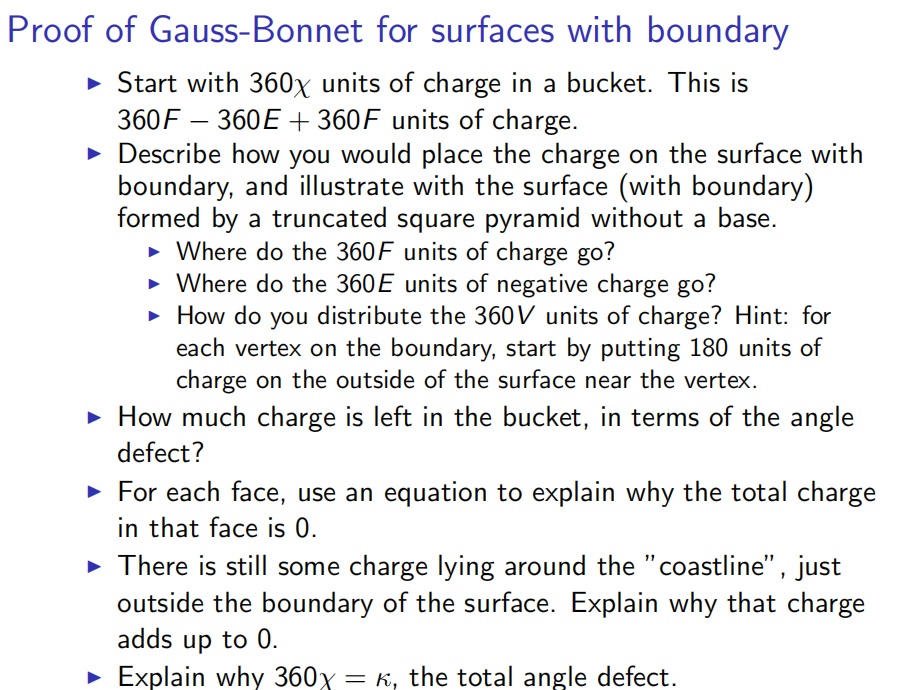 Proof of Gauss-Bonnet for surfaces with boundary
▶ Start with 360χ units of charge in a bucket. This is
360F − 360E + 360F units of charge.
▶ Describe how you would place the charge on the surface with
boundary, and illustrate with the surface (with boundary)
formed by a truncated square pyramid without a base.
▶ Where do the 360F units of charge go?
▶ Where do the 360E units of negative charge go?
▶ How do you distribute the 360V units of charge? Hint: for
each vertex on the boundary, start by putting 180 units of
charge on the outside of the surface near the vertex.
▶ How much charge is left in the bucket, in terms of the angle
defect?
▶ For each face, use an equation to explain why the total charge
in that face is 0.
▶ There is still some charge lying around the ”coastline”, just
outside the boundary of the surface. Explain why that charge
adds up to 0.
▶ Explain why 360χ = κ, the total angle defect.